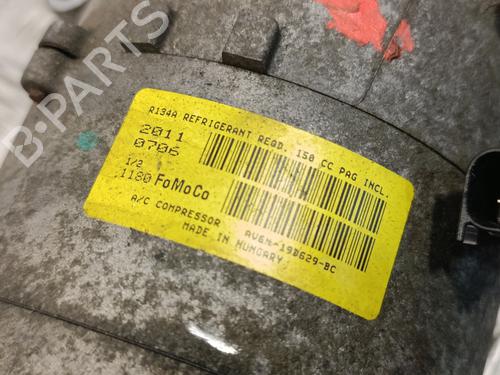 R134A REFRIGERANT REQD. 150 CC PAG INCL.
2011
0706
1/2
1180 FoMoCo
A/C COMPRESSOR AV6N-19D629-BC
MADE IN HUNGARY
B-PARTS